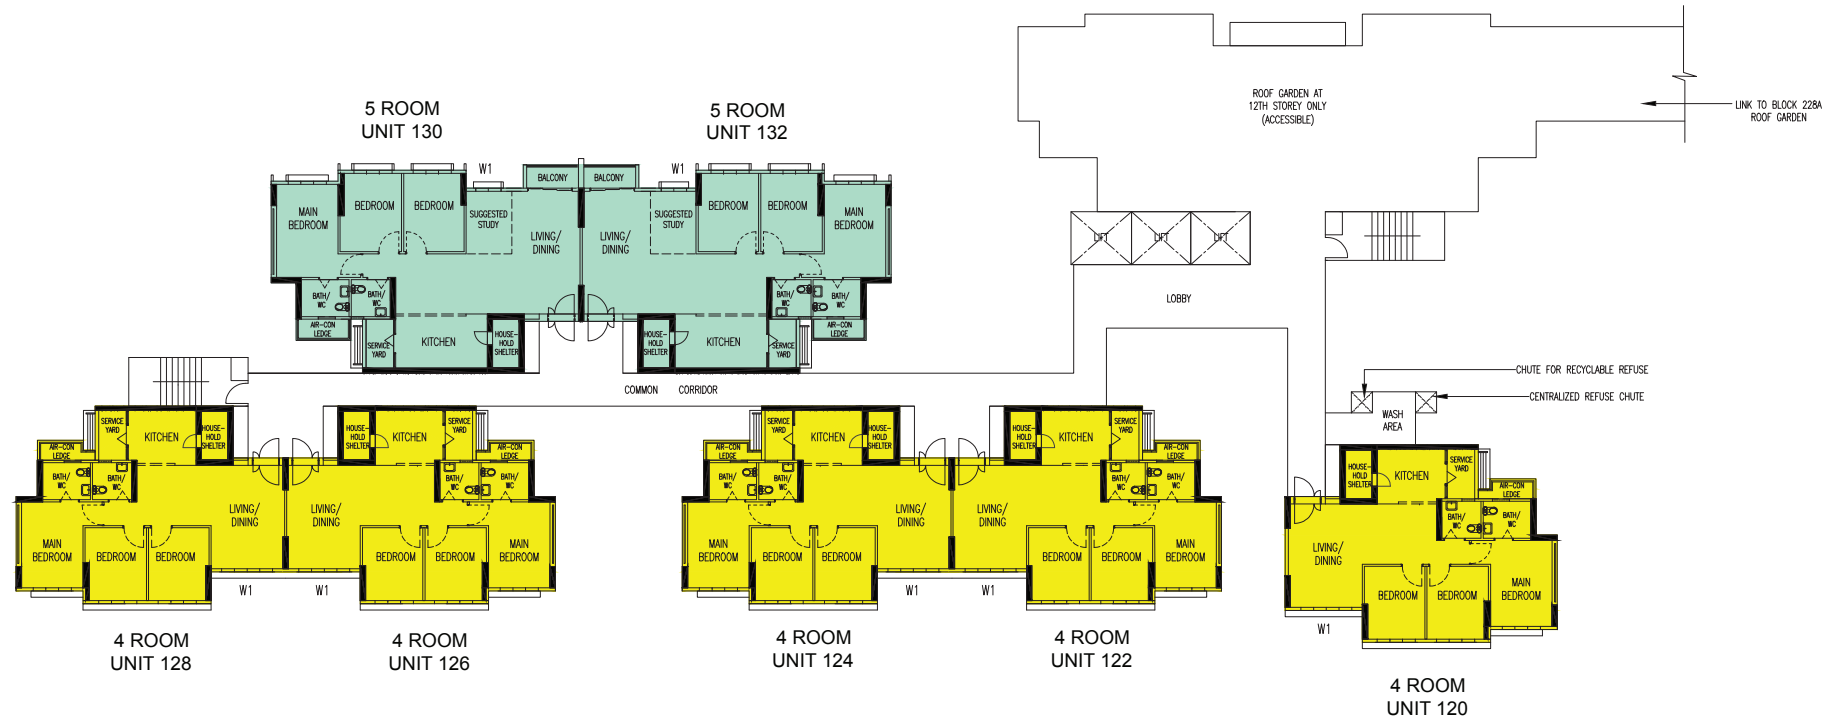 5 ROOM
UNIT 130
5 ROOM
UNIT 132
ROOF GARDEN AT
12TH STOREY ONLY
(ACCESSIBLE)
LINK TO BLOCK 228A
ROOF GARDEN
W1
W1
BALCONY
BALCONY
MAIN
BEDROOM
BEDROOM
BEDROOM
SUGGESTED
STUDY
LIVING/
DINING
LIVING/
DINING
SUGGESTED
STUDY
BEDROOM
BEDROOM
MAIN
BEDROOM
BATH/
WC
BATH/
WC
AIR-CON
LEDGE
SERVICE
YARD
KITCHEN
HOUSE-
HOLD
SHELTER
HOUSE-
HOLD
SHELTER
KITCHEN
SERVICE
YARD
BATH/
WC
BATH/
WC
AIR-CON
LEDGE
LIFT
LIFT
LIFT
LOBBY
COMMON CORRIDOR
CHUTE FOR RECYCLABLE REFUSE
CENTRALIZED REFUSE CHUTE
WASH
AREA
AIR-CON
LEDGE
SERVICE
YARD
KITCHEN
HOUSE-
HOLD
SHELTER
BATH/
WC
BATH/
WC
LIVING/
DINING
MAIN
BEDROOM
BEDROOM
BEDROOM
W1
HOUSE-
HOLD
SHELTER
KITCHEN
SERVICE
YARD
AIR-CON
LEDGE
BATH/
WC
BATH/
WC
LIVING/
DINING
BEDROOM
BEDROOM
MAIN
BEDROOM
W1
AIR-CON
LEDGE
SERVICE
YARD
KITCHEN
HOUSE-
HOLD
SHELTER
BATH/
WC
BATH/
WC
LIVING/
DINING
MAIN
BEDROOM
BEDROOM
BEDROOM
W1
HOUSE-
HOLD
SHELTER
KITCHEN
SERVICE
YARD
AIR-CON
LEDGE
BATH/
WC
BATH/
WC
LIVING/
DINING
BEDROOM
BEDROOM
MAIN
BEDROOM
W1
HOUSE-
HOLD
SHELTER
KITCHEN
SERVICE
YARD
AIR-CON
LEDGE
BATH/
WC
BATH/
WC
LIVING/
DINING
BEDROOM
BEDROOM
MAIN
BEDROOM
W1
4 ROOM
UNIT 128
4 ROOM
UNIT 126
4 ROOM
UNIT 124
4 ROOM
UNIT 122
4 ROOM
UNIT 120